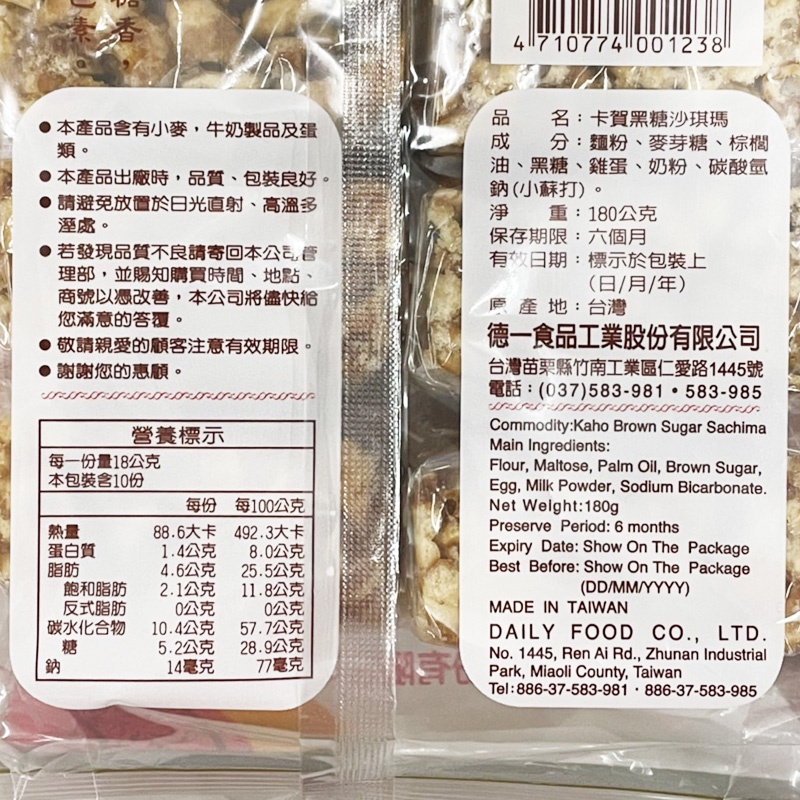 糖香，
色素。
4 710774 001238
● 本產品含有小麥，牛奶製品及蛋
類。
● 本產品出廠時，品質、包裝良好。
● 請避免放置於日光直射、高溫多
溼處。
● 若發現品質不良請寄回本公司管
理部，並賜知購買時間、地點、
商號以憑改善，本公司將儘快給
您滿意的答覆。
● 敬請親愛的顧客注意有效期限。
● 謝謝您的惠顧。
營養標示
每一份量18公克
本包裝含10份
每份 每100公克
熱量 88.6大卡 492.3大卡
蛋白質 1.4公克 8.0公克
脂肪 4.6公克 25.5公克
飽和脂肪 2.1公克 11.8公克
反式脂肪 0公克 0公克
碳水化合物 10.4公克 57.7公克
糖 5.2公克 28.9公克
鈉 14毫克 77毫克
品 名：卡賀黑糖沙琪瑪
成 分：麵粉、麥芽糖、棕櫚
油、黑糖、雞蛋、奶粉、碳酸氫
鈉(小蘇打)。
淨 重：180公克
保存期限：六個月
有效日期：標示於包裝上
(日/月/年)
原 產 地：台灣
德一食品工業股份有限公司
台灣苗栗縣竹南工業區仁愛路1445號
電話：(037)583-981・583-985
Commodity:Kaho Brown Sugar Sachima
Main Ingredients:
Flour, Maltose, Palm Oil, Brown Sugar,
Egg, Milk Powder, Sodium Bicarbonate.
Net Weight:180g
Preserve Period: 6 months
Expiry Date: Show On The Package
Best Before: Show On The Package
(DD/MM/YYYY)
MADE IN TAIWAN
DAILY FOOD CO., LTD.
No. 1445, Ren Ai Rd., Zhunan Industrial
Park, Miaoli County, Taiwan
Tel:886-37-583-981・886-37-583-985